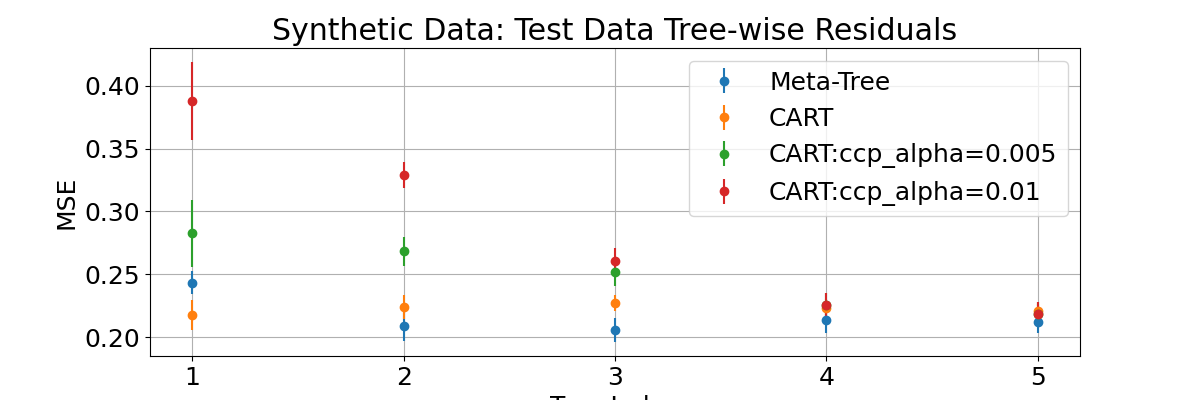 Synthetic Data: Test Data Tree-wise Residuals
0.40
0.35
0.30
0.25
0.20
MSE
Meta-Tree
CART
CART:ccp_alpha=0.005
CART:ccp_alpha=0.01
1 2 3 4 5